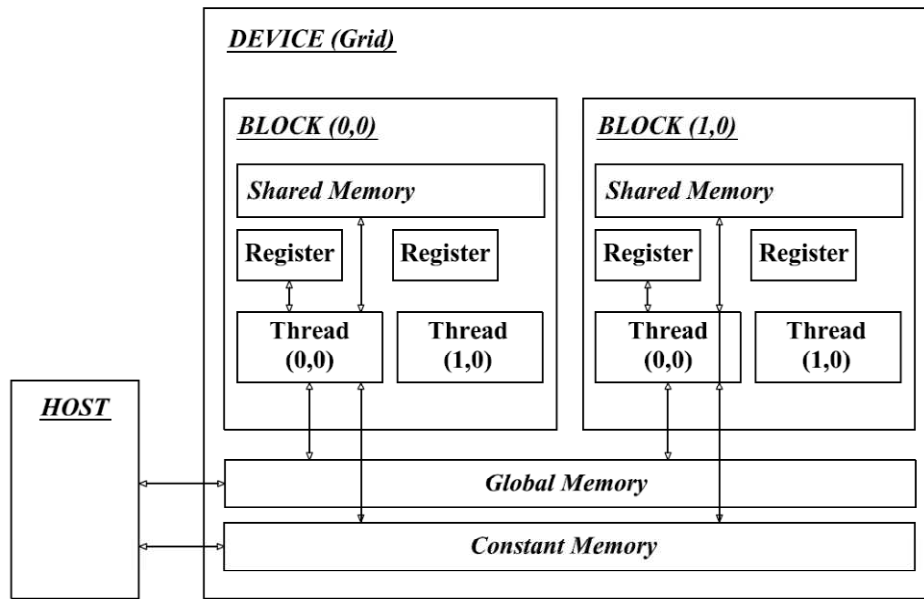 DEVICE (Grid)
BLOCK (0,0)
Shared Memory
Register
Register
Thread
(0,0)
Thread
(1,0)
BLOCK (1,0)
Shared Memory
Register
Register
Thread
(0,0)
Thread
(1,0)
HOST
Global Memory
Constant Memory